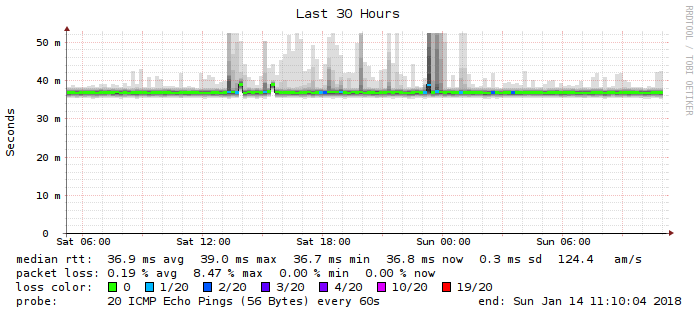 Last 30 Hours
RRDTOOL / TOBI OETIKER
Seconds
50 m
40 m
30 m
20 m
10 m
0
Sat 06:00 Sat 12:00 Sat 18:00 Sun 00:00 Sun 06:00
median rtt: 36.9 ms avg 39.0 ms max 36.7 ms min 36.8 ms now 0.3 ms sd 124.4 am/s
packet loss: 0.19 % avg 8.47 % max 0.00 % min 0.00 % now
loss color: 0 1/20 2/20 3/20 4/20 10/20 19/20
probe: 20 ICMP Echo Pings (56 Bytes) every 60s end: Sun Jan 14 11:10:04 2018